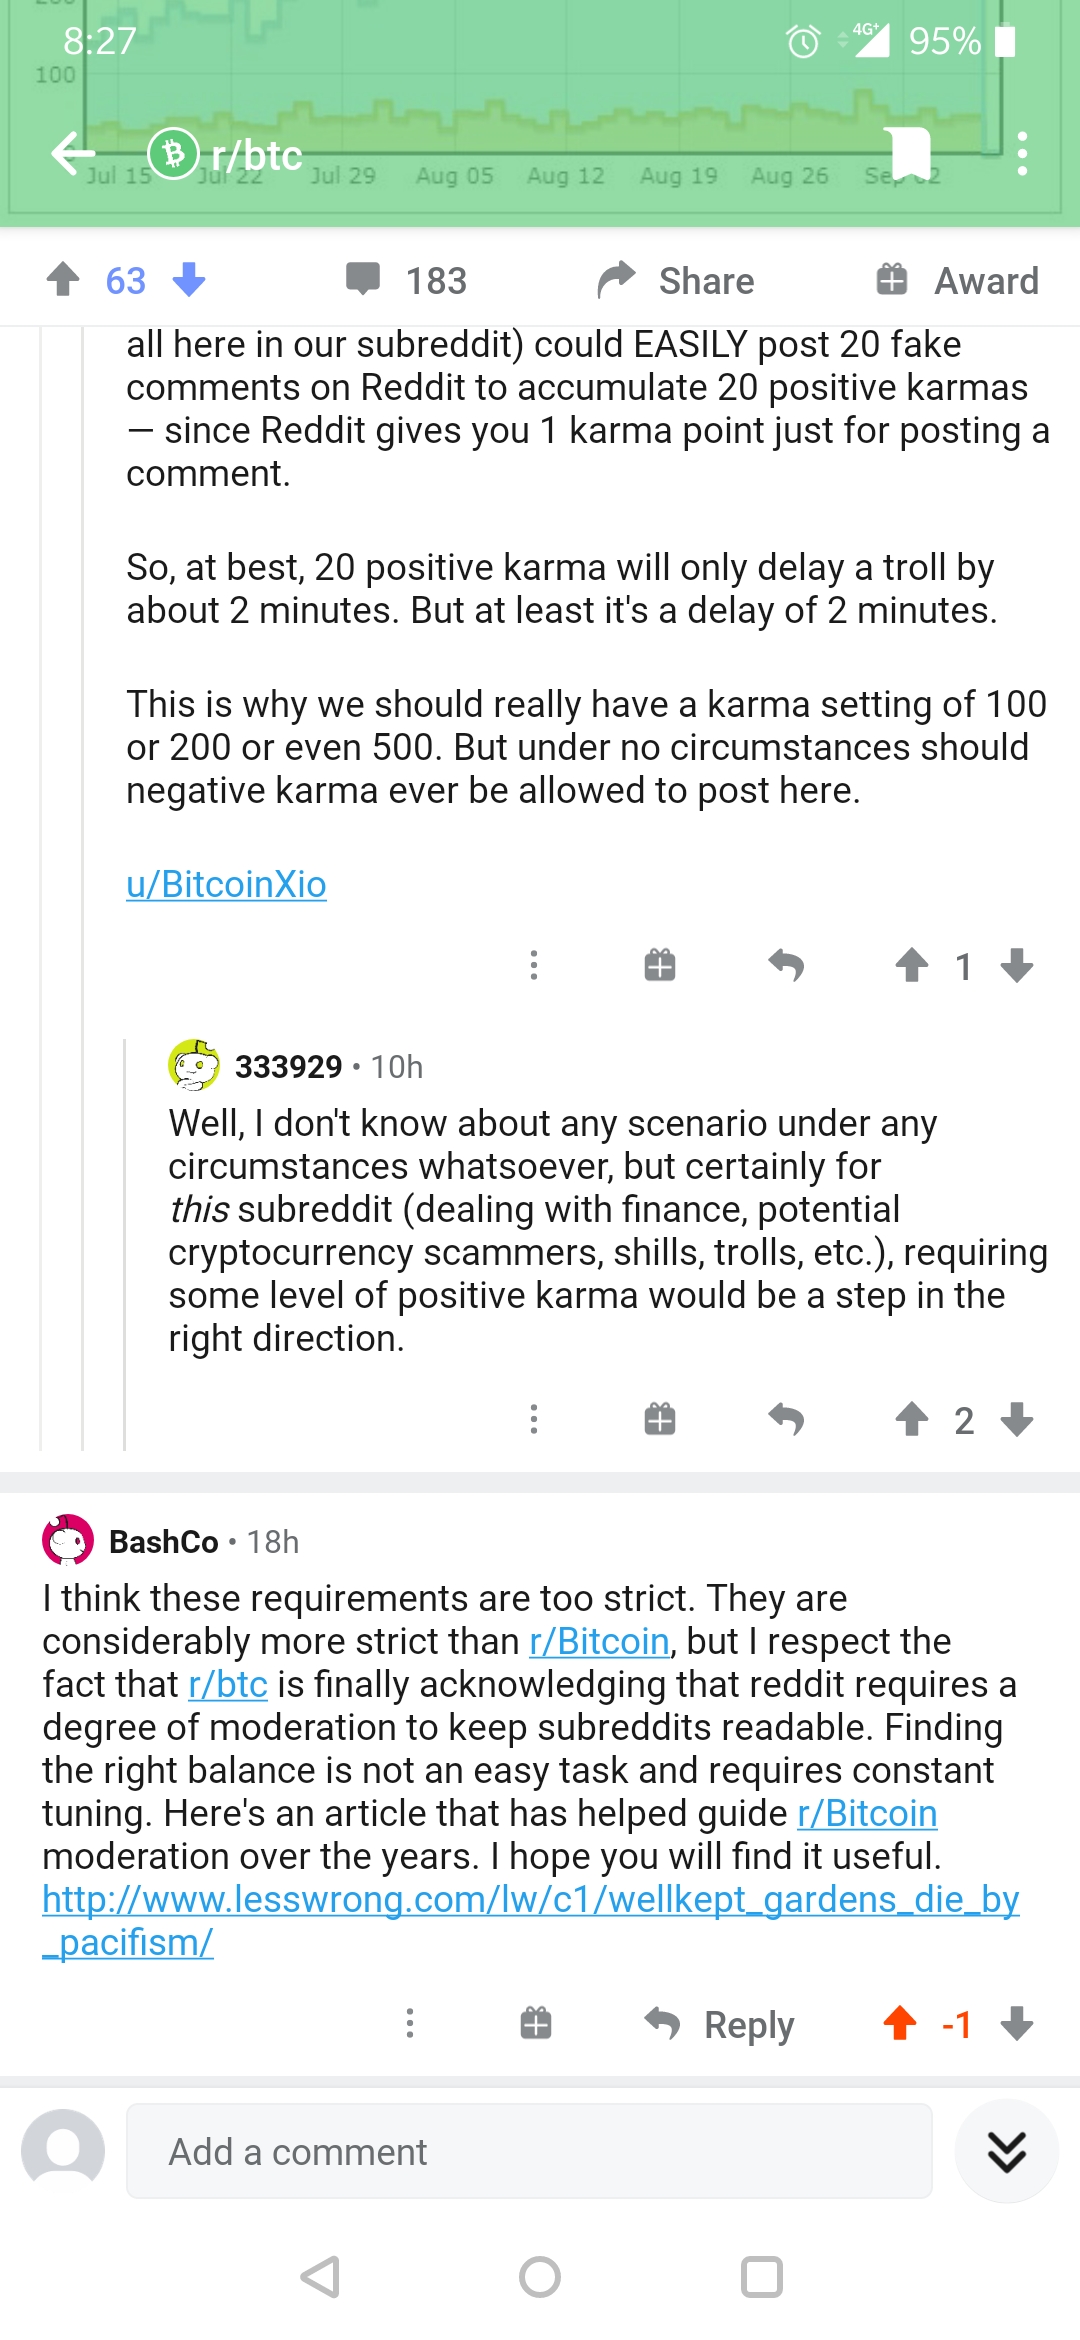 200
8:27
4G+
95%
100
r/btc
Jul 15 Jul 22 Jul 29 Aug 05 Aug 12 Aug 19 Aug 26 Sep 02
63
183
Share
Award
all here in our subreddit) could EASILY post 20 fake
comments on Reddit to accumulate 20 positive karmas
— since Reddit gives you 1 karma point just for posting a
comment.
So, at best, 20 positive karma will only delay a troll by
about 2 minutes. But at least it's a delay of 2 minutes.
This is why we should really have a karma setting of 100
or 200 or even 500. But under no circumstances should
negative karma ever be allowed to post here.
u/BitcoinXio
1
333929 • 10h
Well, I don't know about any scenario under any
circumstances whatsoever, but certainly for
this subreddit (dealing with finance, potential
cryptocurrency scammers, shills, trolls, etc.), requiring
some level of positive karma would be a step in the
right direction.
2
BashCo • 18h
I think these requirements are too strict. They are
considerably more strict than r/Bitcoin, but I respect the
fact that r/btc is finally acknowledging that reddit requires a
degree of moderation to keep subreddits readable. Finding
the right balance is not an easy task and requires constant
tuning. Here's an article that has helped guide r/Bitcoin
moderation over the years. I hope you will find it useful.
http://www.lesswrong.com/lw/c1/wellkept_gardens_die_by
_pacifism/
Reply
-1
Add a comment